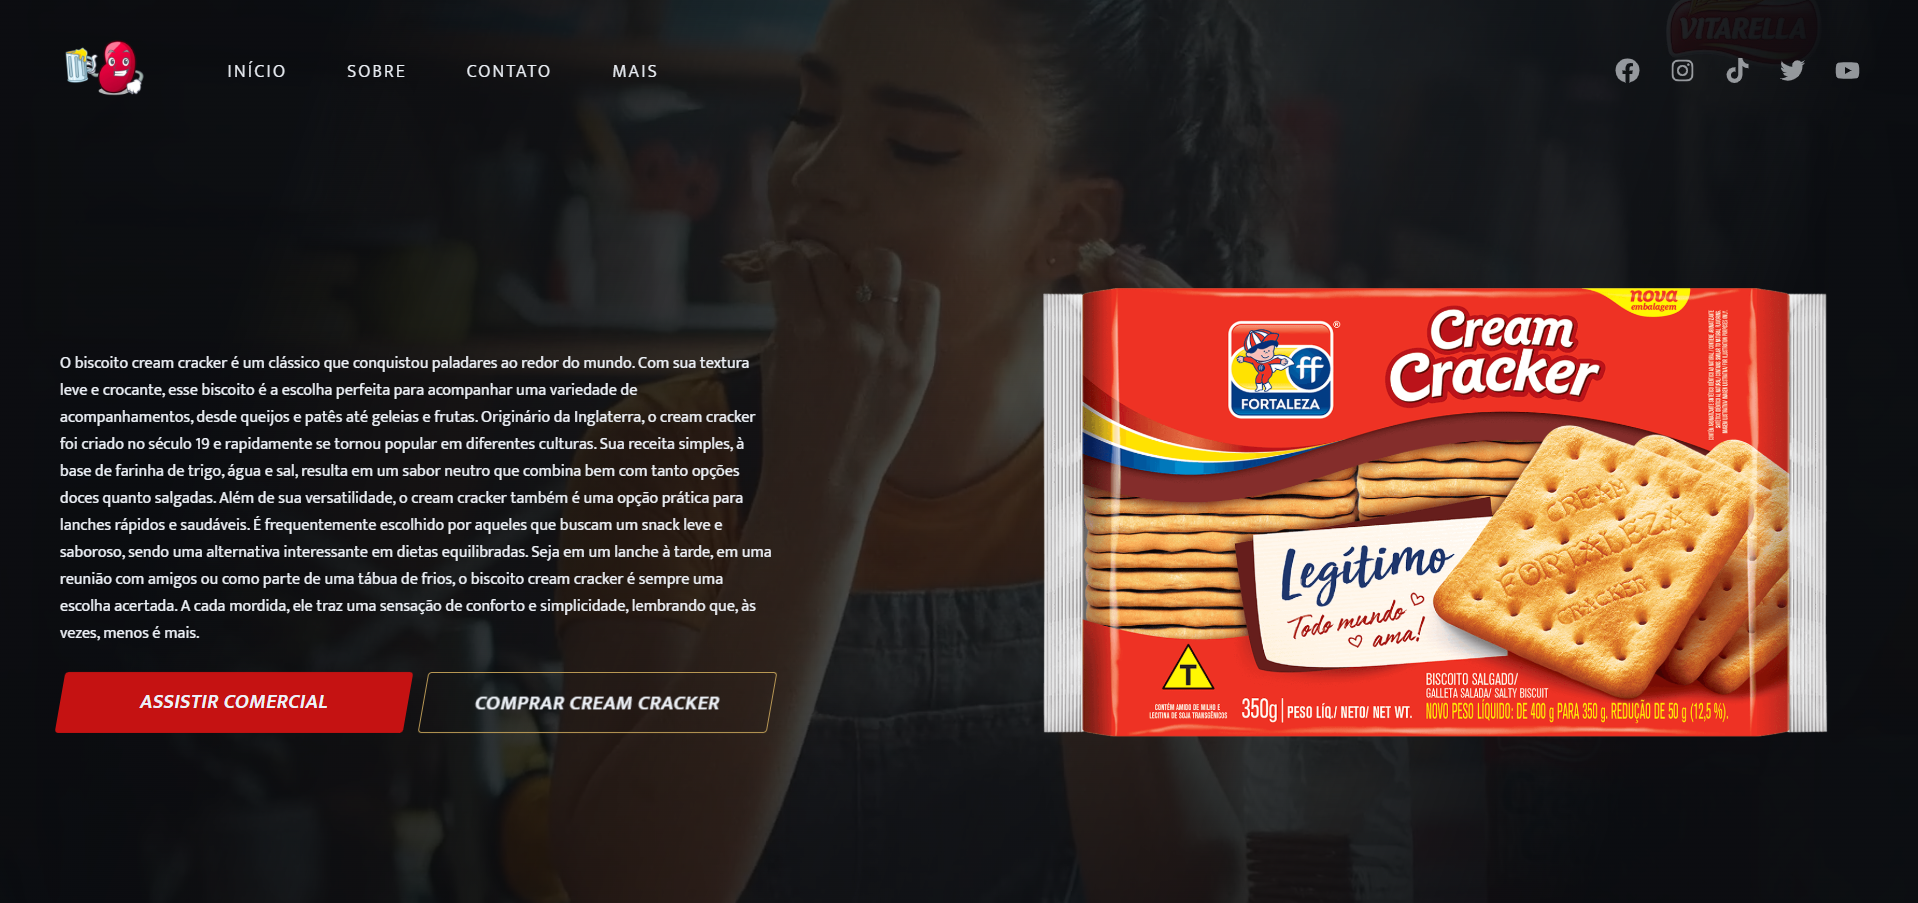 VITARELLA
INÍCIO
SOBRE
CONTATO
MAIS
O biscoito cream cracker é um clássico que conquistou paladares ao redor do mundo. Com sua textura
leve e crocante, esse biscoito é a escolha perfeita para acompanhar uma variedade de
acompanhamentos, desde queijos e patês até geleias e frutas. Originário da Inglaterra, o cream cracker
foi criado no século 19 e rapidamente se tornou popular em diferentes culturas. Sua receita simples, à
base de farinha de trigo, água e sal, resulta em um sabor neutro que combina bem com tanto opções
doces quanto salgadas. Além de sua versatilidade, o cream cracker também é uma opção prática para
lanches rápidos e saudáveis. É frequentemente escolhido por aqueles que buscam um snack leve e
saboroso, sendo uma alternativa interessante em dietas equilibradas. Seja em um lanche à tarde, em uma
reunião com amigos ou como parte de uma tábua de frios, o biscoito cream cracker é sempre uma
escolha acertada. A cada mordida, ele traz uma sensação de conforto e simplicidade, lembrando que, às
vezes, menos é mais.
ASSISTIR COMERCIAL
COMPRAR CREAM CRACKER
nova
embalagem
ff
FORTALEZA
®
Cream
Cracker
CREAM
FORTALEZA
CRACKER
Legítimo
Todo mundo
ama!
T
CONTÉM AMIDO DE MILHO E
LECITINA DE SOJA TRANSGÊNICOS
350g PESO LÍQ./ NETO/ NET WT.
BISCOITO SALGADO/
GALLETA SALADA/ SALTY BISCUIT
NOVO PESO LÍQUIDO: DE 400 g PARA 350 g. REDUÇÃO DE 50 g (12,5 %).